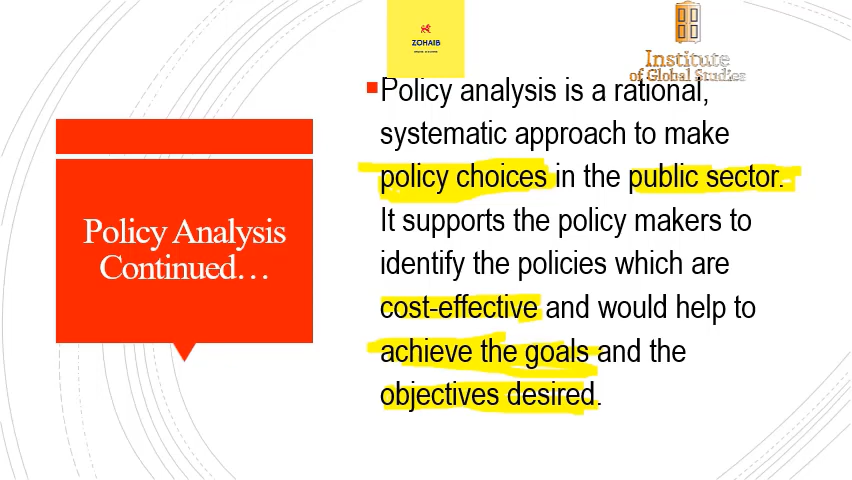 ZOHAIB
Institute
of Global Studies
Policy Analysis
Continued…
Policy analysis is a rational,
systematic approach to make
policy choices in the public sector.
It supports the policy makers to
identify the policies which are
cost-effective and would help to
achieve the goals and the
objectives desired.